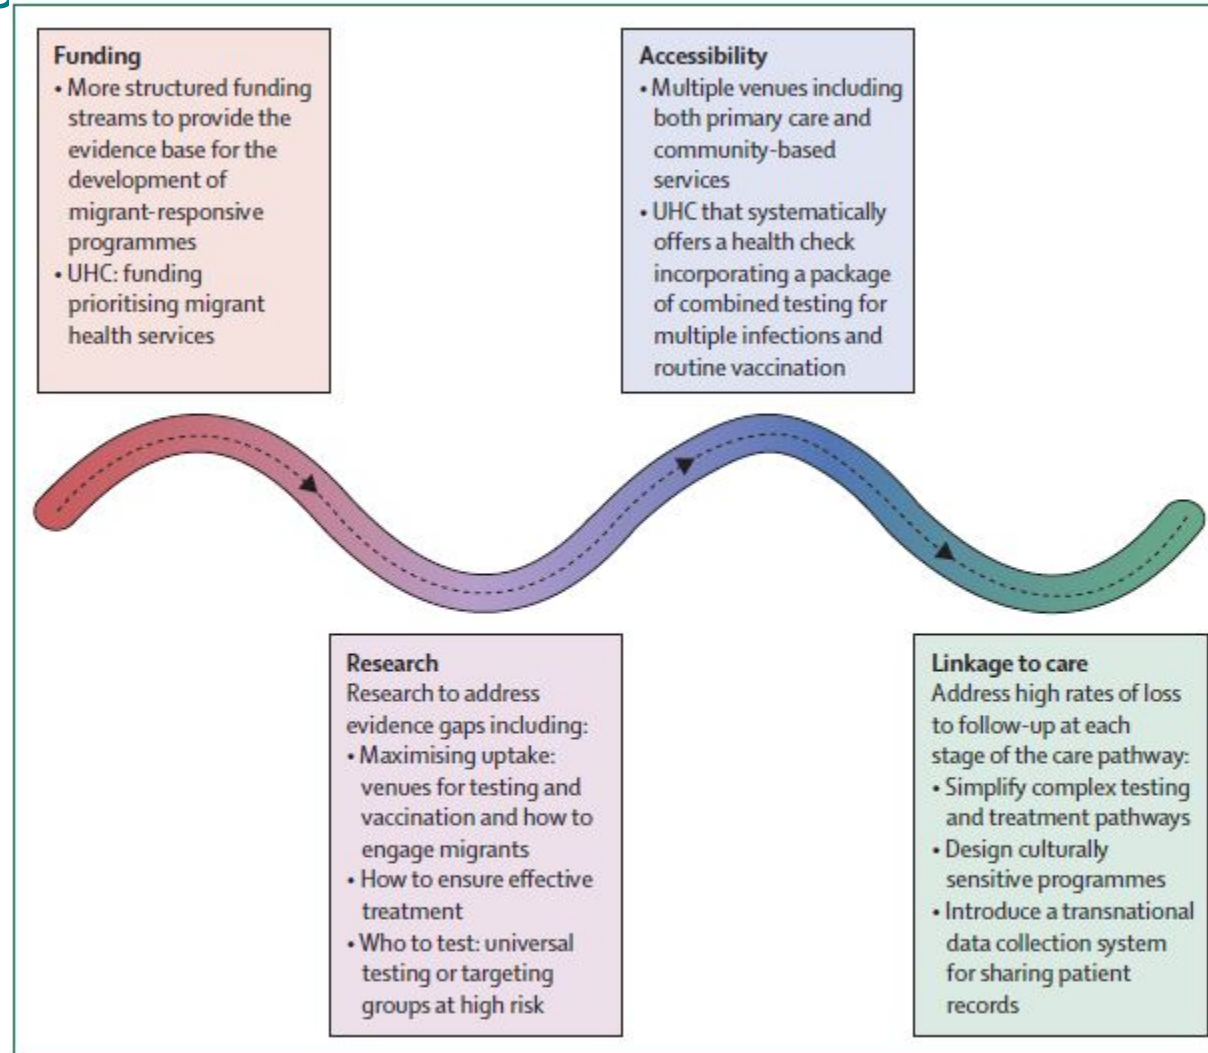 Funding
• More structured funding
streams to provide the
evidence base for the
development of
migrant-responsive
programmes
• UHC: funding
prioritising migrant
health services
Research
Research to address
evidence gaps including:
• Maximising uptake:
venues for testing and
vaccination and how to
engage migrants
• How to ensure effective
treatment
• Who to test: universal
testing or targeting
groups at high risk
Accessibility
• Multiple venues including
both primary care and
community-based
services
• UHC that systematically
offers a health check
incorporating a package
of combined testing for
multiple infections and
routine vaccination
Linkage to care
Address high rates of loss
to follow-up at each
stage of the care pathway:
• Simplify complex testing
and treatment pathways
• Design culturally
sensitive programmes
• Introduce a transnational
data collection system
for sharing patient
records